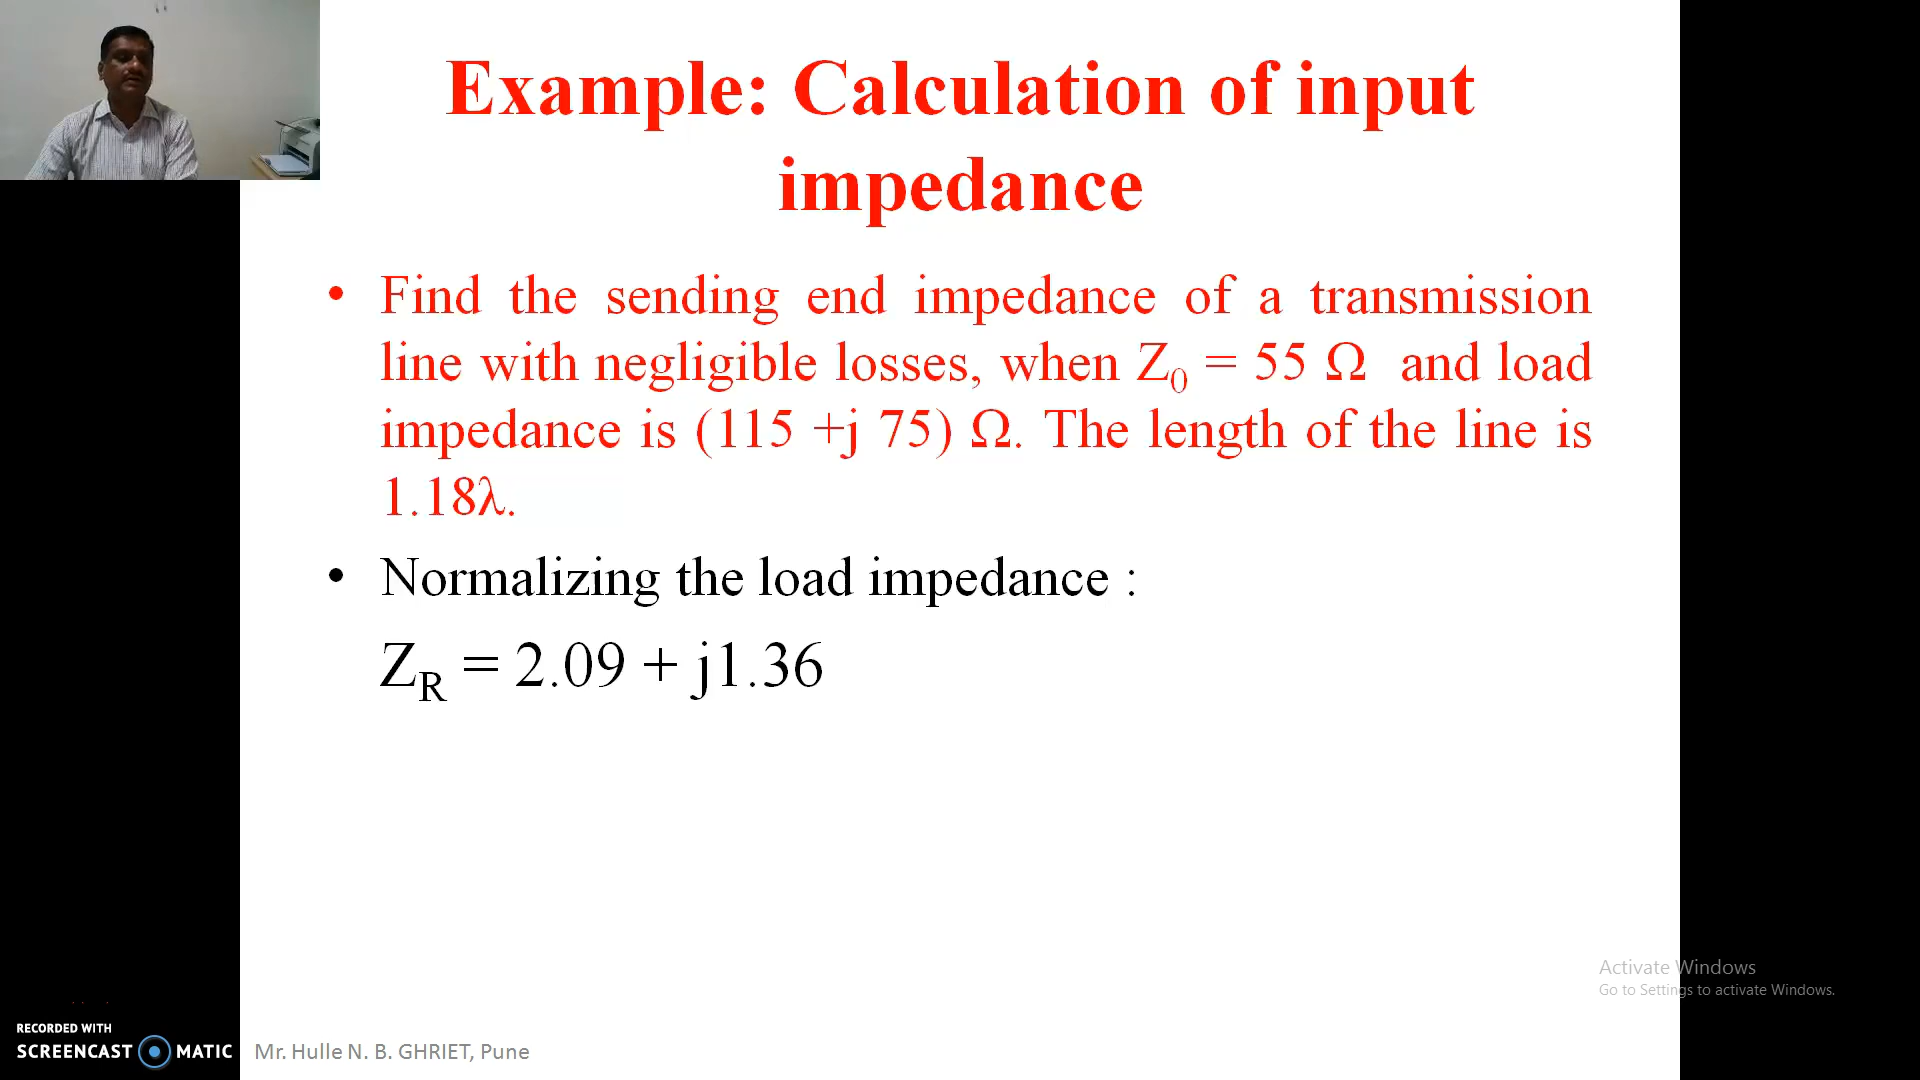 Example: Calculation of input
impedance
• Find the sending end impedance of a transmission
line with negligible losses, when Z₀ = 55 Ω and load
impedance is (115 +j 75) Ω. The length of the line is
1.18λ.
• Normalizing the load impedance :
Z_R = 2.09 + j1.36
Activate Windows
Go to Settings to activate Windows.
RECORDED WITH
SCREENCAST MATIC
Mr. Hulle N. B. GHRIET, Pune